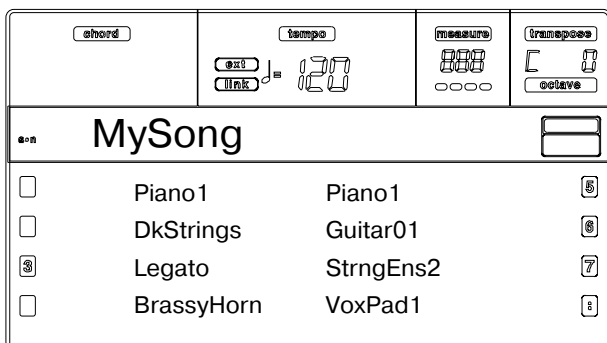 chord tempo measure transpose
ext
link = 120 888 C 0
octave
MySong
Piano1 Piano1 5
DkStrings Guitar01 6
3 Legato StrngEns2 7
BrassyHorn VoxPad1